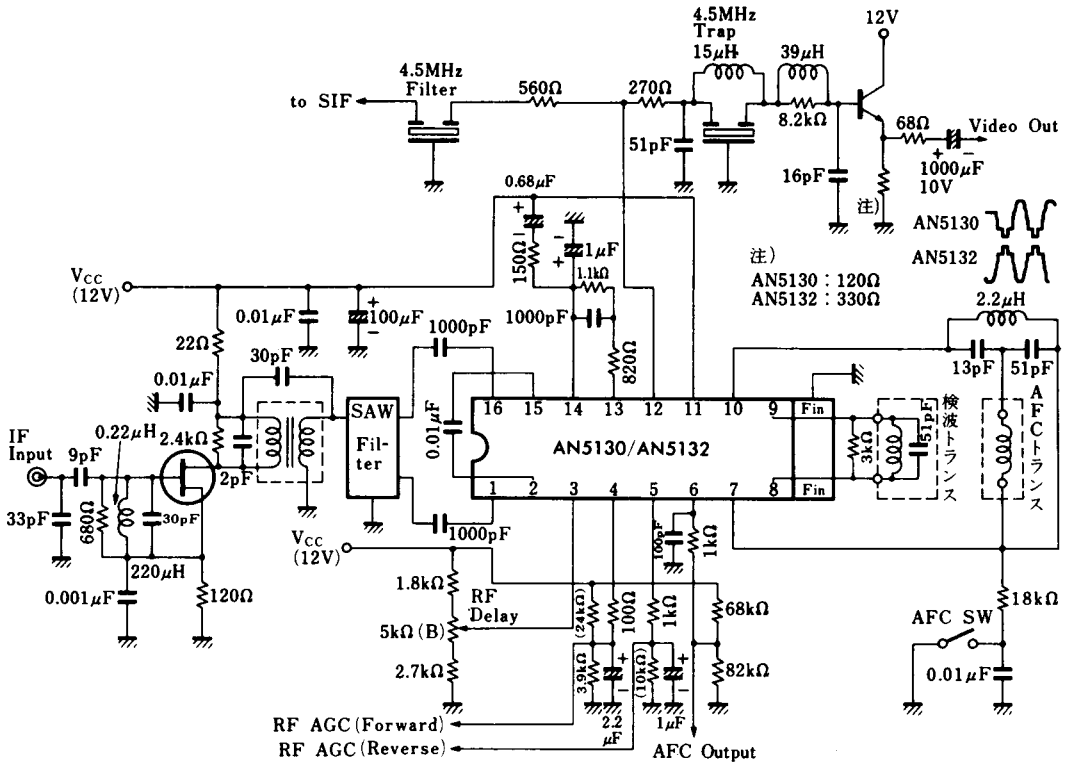 4.5MHz
Trap
15μH
39μH
12V
4.5MHz
Filter
to SIF
560Ω
270Ω
8.2kΩ
68Ω
Video Out
51pF
16pF
+ -
1000μF
10V
注)
0.68μF
+
150Ω
-
+
1μF
1.1kΩ
AN5130
AN5132
注)
AN5130：120Ω
AN5132：330Ω
VCC
(12V)
0.01μF
+
100μF
-
1000pF
1000pF
820Ω
2.2μH
13pF
51pF
22Ω
30pF
0.01μF
SAW
Fil-
ter
0.01μF
16 15 14 13 12 11 10 9
Fin
AN5130/AN5132
1 2 3 4 5 6 7 8
Fin
3kΩ
51pF
検波トランス
AFCトランス
IF
Input
9pF
0.22μH
2.4kΩ
2pF
33pF
680Ω
30pF
220μH
0.001μF
120Ω
1000pF
VCC
(12V)
100pF
1kΩ
1.8kΩ
RF
Delay
5kΩ(B)
2.7kΩ
(24kΩ)
100Ω
1kΩ
68kΩ
3.9kΩ
+
-
(10kΩ)
+
-
82kΩ
2.2
μF
1μF
18kΩ
AFC SW
0.01μF
RF AGC(Forward)
RF AGC(Reverse)
AFC Output